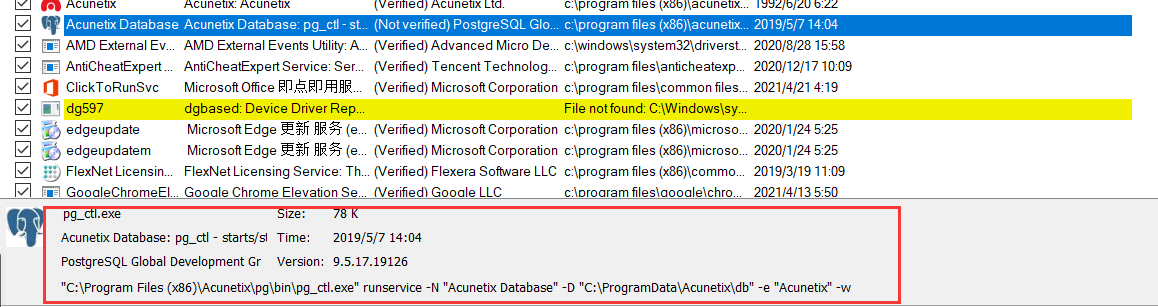 Acunetix Acunetix: Acunetix (Verified) Acunetix Ltd. c:\program files (x86)\acunetix... 1992/6/20 6:22
Acunetix Database Acunetix Database: pg_ctl - st... (Not verified) PostgreSQL Glo... c:\program files (x86)\acunetix... 2019/5/7 14:04
AMD External Ev... AMD External Events Utility: A... (Verified) Advanced Micro De... c:\windows\system32\driverst... 2020/8/28 15:58
AntiCheatExpert ... AntiCheatExpert Service: Ser... (Verified) Tencent Technolog... c:\program files\anticheatexp... 2020/12/17 10:09
ClickToRunSvc Microsoft Office 即点即用服... (Verified) Microsoft Corporation c:\program files\common files... 2021/4/21 4:19
dg597 dgbased: Device Driver Rep... File not found: C:\Windows\sy...
edgeupdate Microsoft Edge 更新 服务 (e... (Verified) Microsoft Corporation c:\program files (x86)\microso... 2020/1/24 5:25
edgeupdatem Microsoft Edge 更新 服务 (e... (Verified) Microsoft Corporation c:\program files (x86)\microso... 2020/1/24 5:25
FlexNet Licensin... FlexNet Licensing Service: Th... (Verified) Flexera Software LLC c:\program files (x86)\commo... 2019/3/19 11:09
GoogleChromeEl... Google Chrome Elevation Se... (Verified) Google LLC c:\program files\google\chro... 2021/4/13 5:50
pg_ctl.exe Size: 78 K
Acunetix Database: pg_ctl - starts/st Time: 2019/5/7 14:04
PostgreSQL Global Development Gr Version: 9.5.17.19126
"C:\Program Files (x86)\Acunetix\pg\bin\pg_ctl.exe" runservice -N "Acunetix Database" -D "C:\ProgramData\Acunetix\db" -e "Acunetix" -w